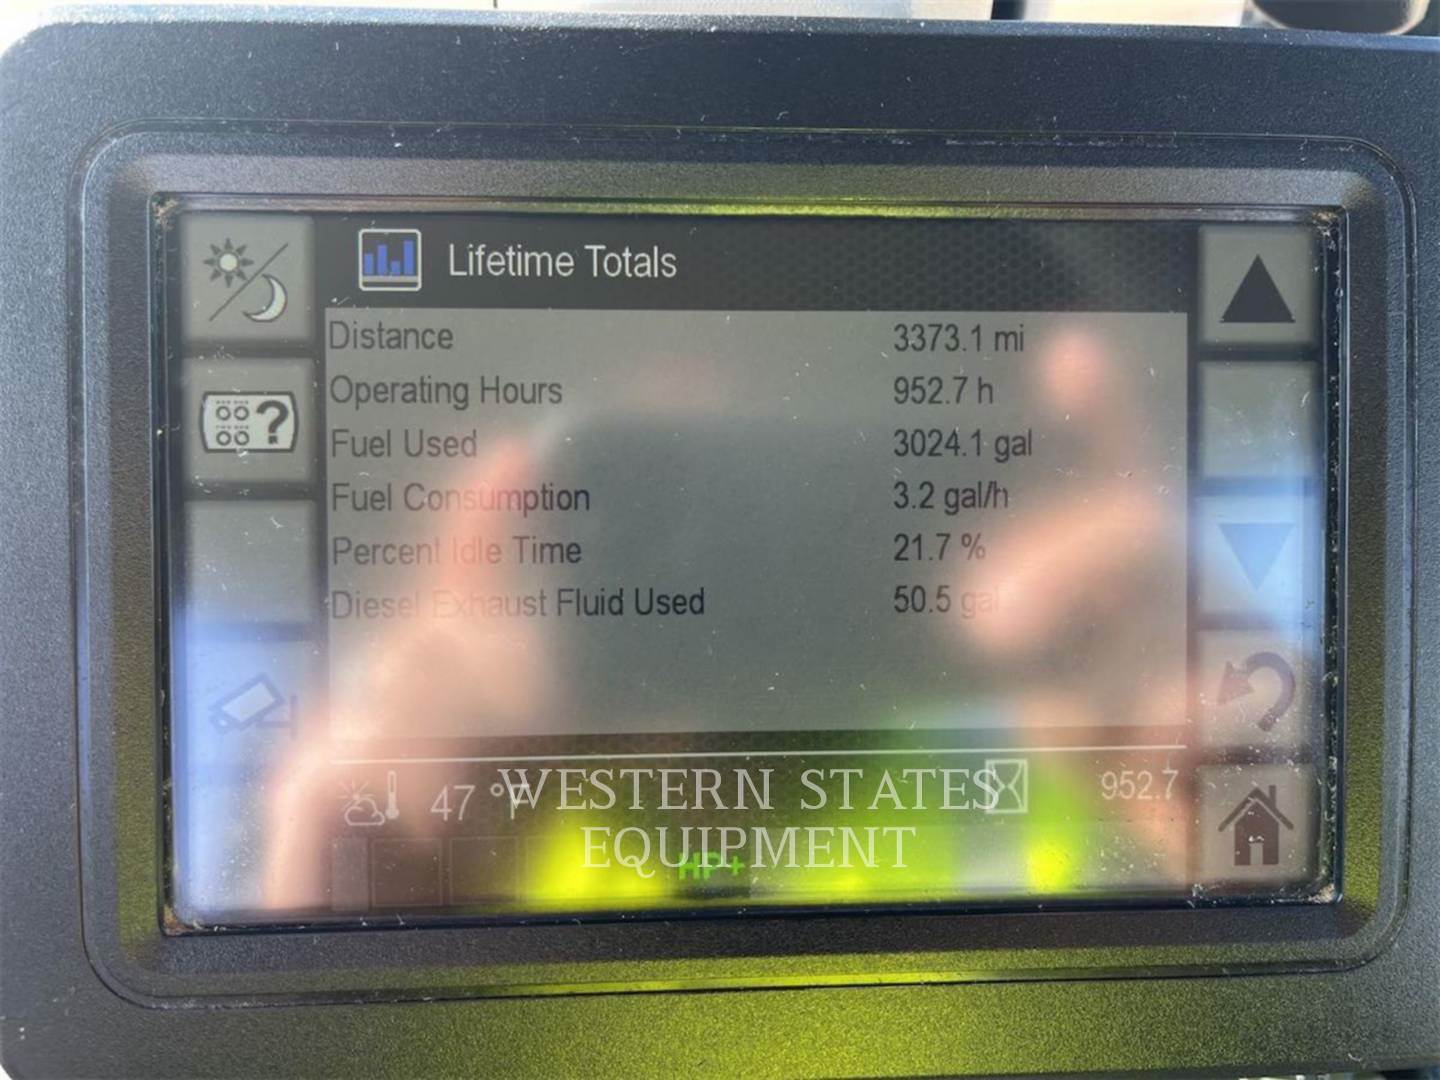 Lifetime Totals
Distance 3373.1 mi
Operating Hours 952.7 h
Fuel Used 3024.1 gal
Fuel Consumption 3.2 gal/h
Percent Idle Time 21.7 %
Diesel Exhaust Fluid Used 50.5 gal
47 °F 952.7
WESTERN STATES
EQUIPMENT
HP+